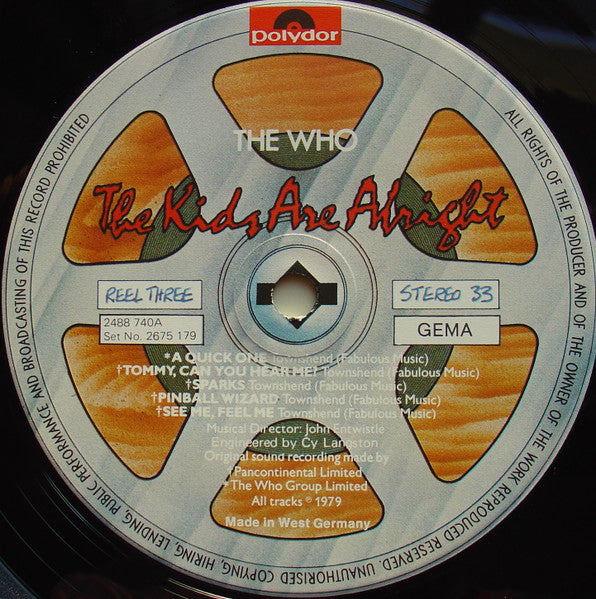 polydor
THE WHO
The Kids Are Alright
REEL THREE
STEREO 33
2488 740A
Set No. 2675 179
GEMA
*A QUICK ONE Townshend (Fabulous Music)
†TOMMY, CAN YOU HEAR ME? Townshend (Fabulous Music)
†SPARKS Townshend (Fabulous Music)
†PINBALL WIZARD Townshend (Fabulous Music)
†SEE ME, FEEL ME Townshend (Fabulous Music)
Musical Director: John Entwistle
Engineered by Cy Langston
Original sound recording made by
†Pancontinental Limited
*The Who Group Limited
All tracks ℗ 1979
Made in West Germany
ALL RIGHTS OF THE PRODUCER AND OF THE OWNER OF THE WORK REPRODUCED RESERVED. UNAUTHORISED COPYING, HIRING, LENDING, PUBLIC PERFORMANCE AND BROADCASTING OF THIS RECORD PROHIBITED